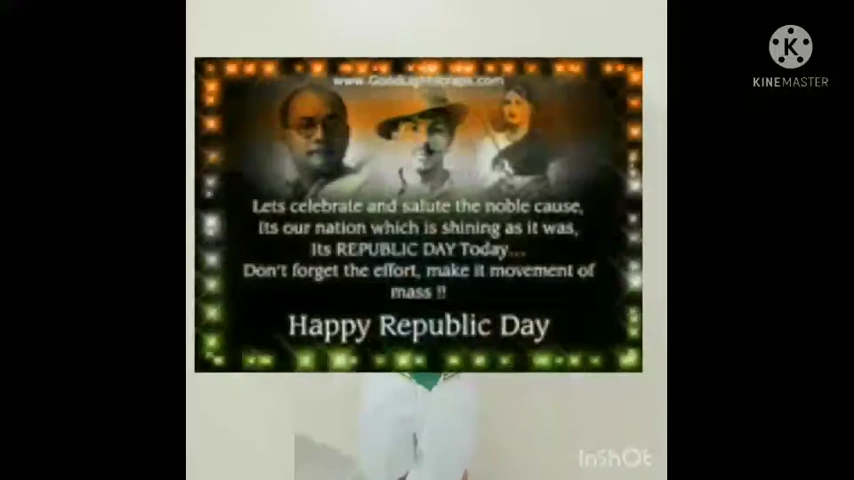 K
KINEMASTER
www.GoodLightscraps.com
Lets celebrate and salute the noble cause,
Its our nation which is shining as it was,
Its REPUBLIC DAY Today...
Don't forget the effort, make it movement of
mass !!
Happy Republic Day
InShOt